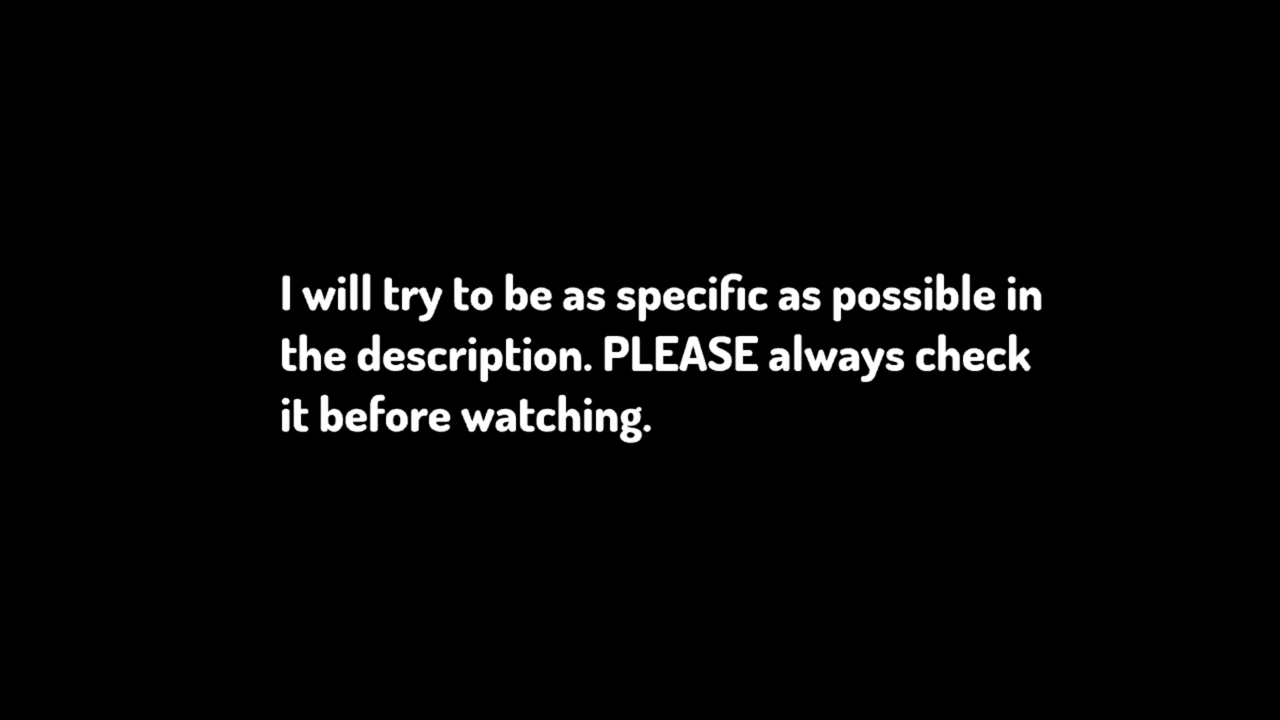 I will try to be as specific as possible in
the description. PLEASE always check
it before watching.